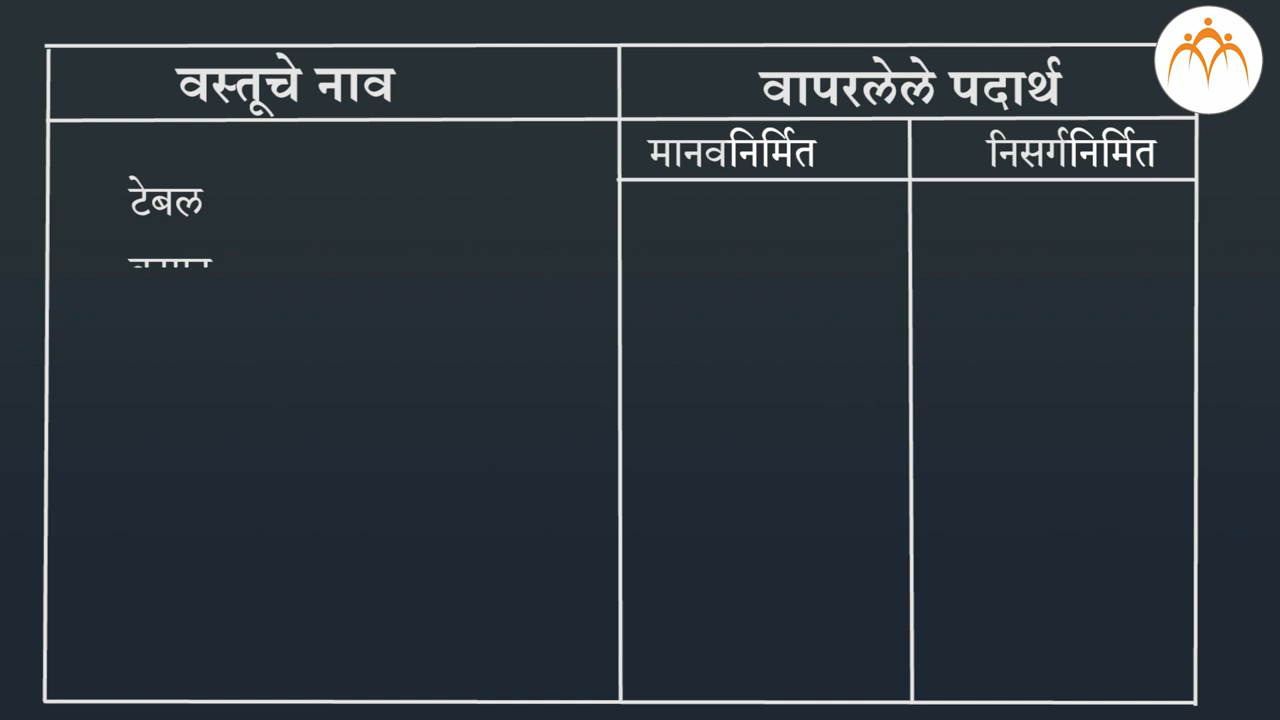 वस्तूचे नाव
वापरलेले पदार्थ
मानवनिर्मित
निसर्गनिर्मित
टेबल